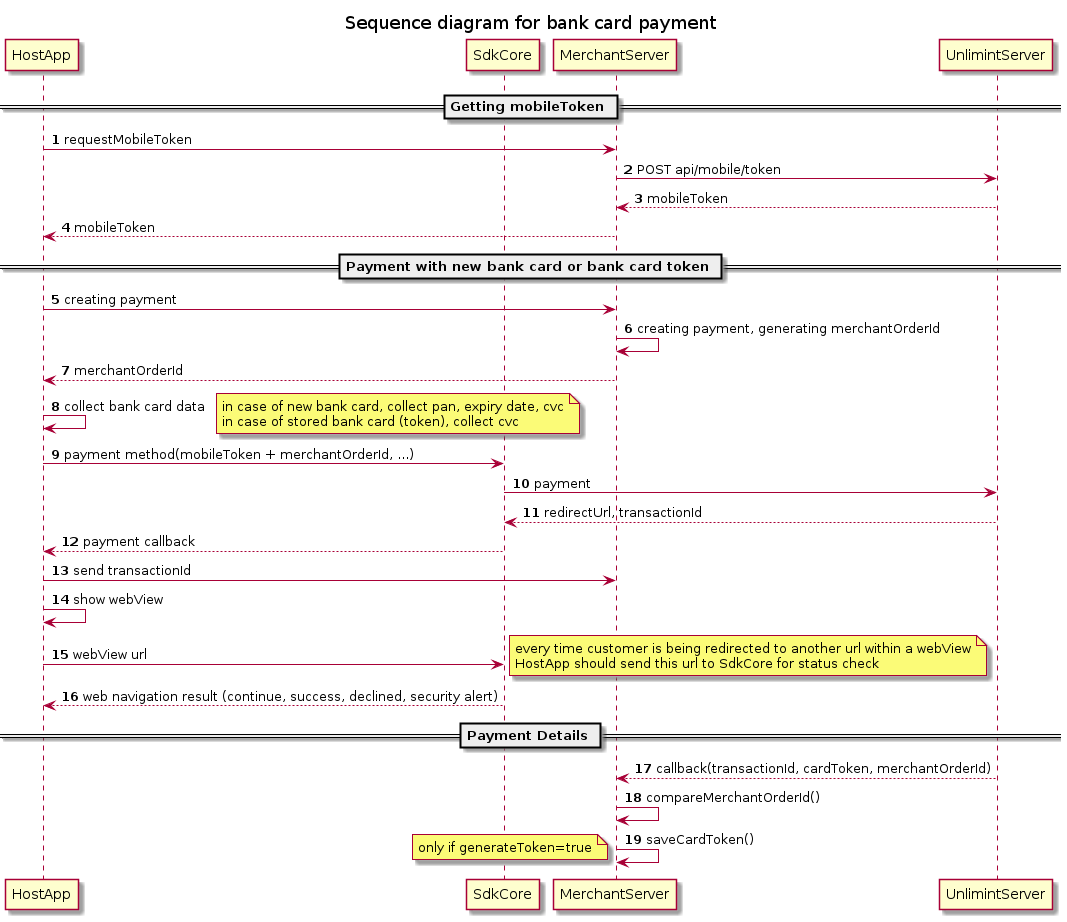 Sequence diagram for bank card payment
HostApp
SdkCore
MerchantServer
UnlimintServer
Getting mobileToken
1 requestMobileToken
2 POST api/mobile/token
3 mobileToken
4 mobileToken
Payment with new bank card or bank card token
5 creating payment
6 creating payment, generating merchantOrderId
7 merchantOrderId
8 collect bank card data
in case of new bank card, collect pan, expiry date, cvc
in case of stored bank card (token), collect cvc
9 payment method(mobileToken + merchantOrderId, ...)
10 payment
11 redirectUrl, transactionId
12 payment callback
13 send transactionId
14 show webView
15 webView url
every time customer is being redirected to another url within a webView
HostApp should send this url to SdkCore for status check
16 web navigation result (continue, success, declined, security alert)
Payment Details
17 callback(transactionId, cardToken, merchantOrderId)
18 compareMerchantOrderId()
19 saveCardToken()
only if generateToken=true
HostApp
SdkCore
MerchantServer
UnlimintServer